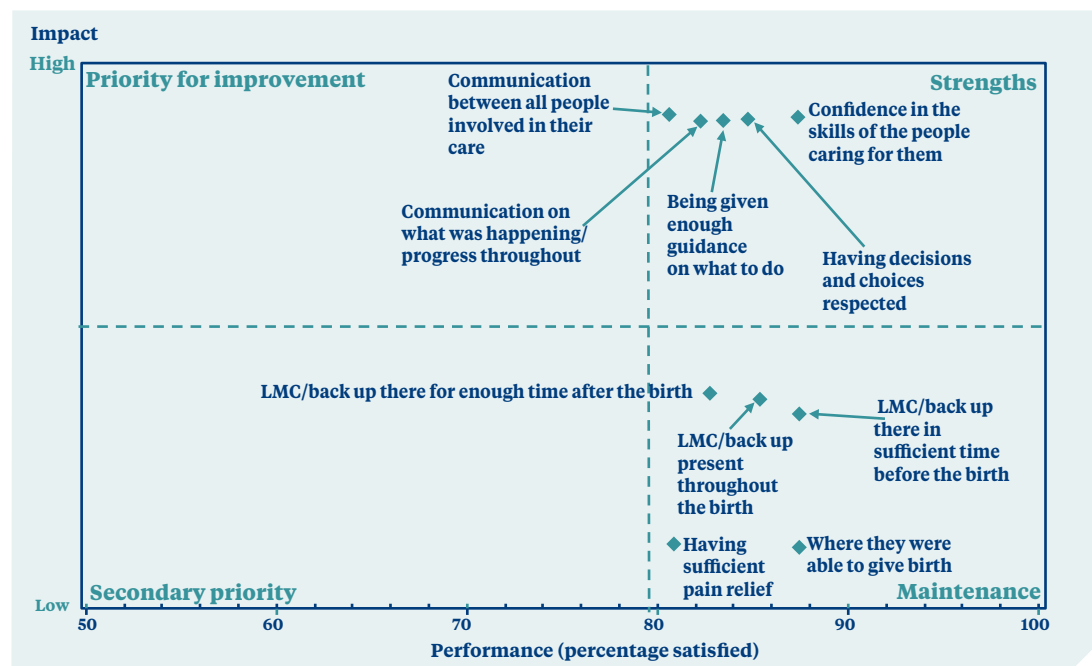 Impact
High
Priority for improvement
Strengths
Communication
between all people
involved in their
care
Confidence in the
skills of the people
caring for them
Communication on
what was happening/
progress throughout
Being given
enough
guidance
on what to do
Having decisions
and choices
respected
LMC/back up there for enough time after the birth
LMC/back up
present
throughout
the birth
LMC/back up
there in
sufficient time
before the birth
Having
sufficient
pain relief
Where they were
able to give birth
Secondary priority
Maintenance
Low
50 60 70 80 90 100
Performance (percentage satisfied)